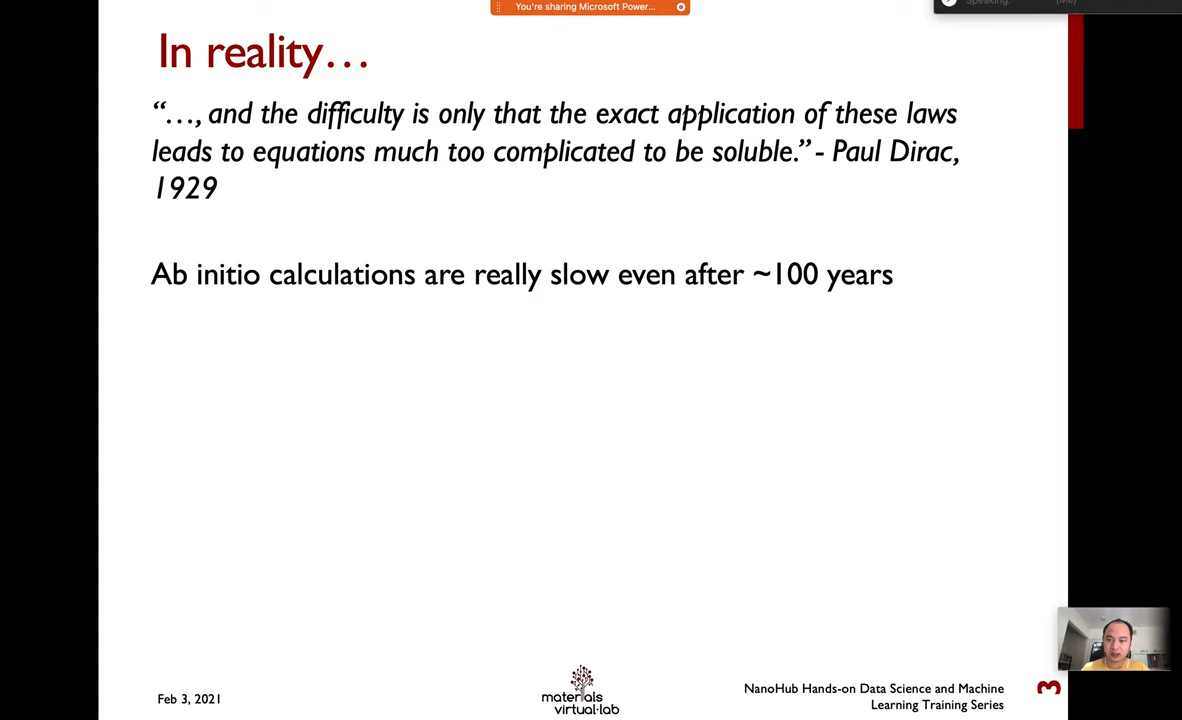 You're sharing Microsoft Power...
Speaking: (Me)
In reality…
“…, and the difficulty is only that the exact application of these laws
leads to equations much too complicated to be soluble.” - Paul Dirac,
1929
Ab initio calculations are really slow even after ~100 years
Feb 3, 2021
materials
virtual·lab
NanoHub Hands-on Data Science and Machine
Learning Training Series
3